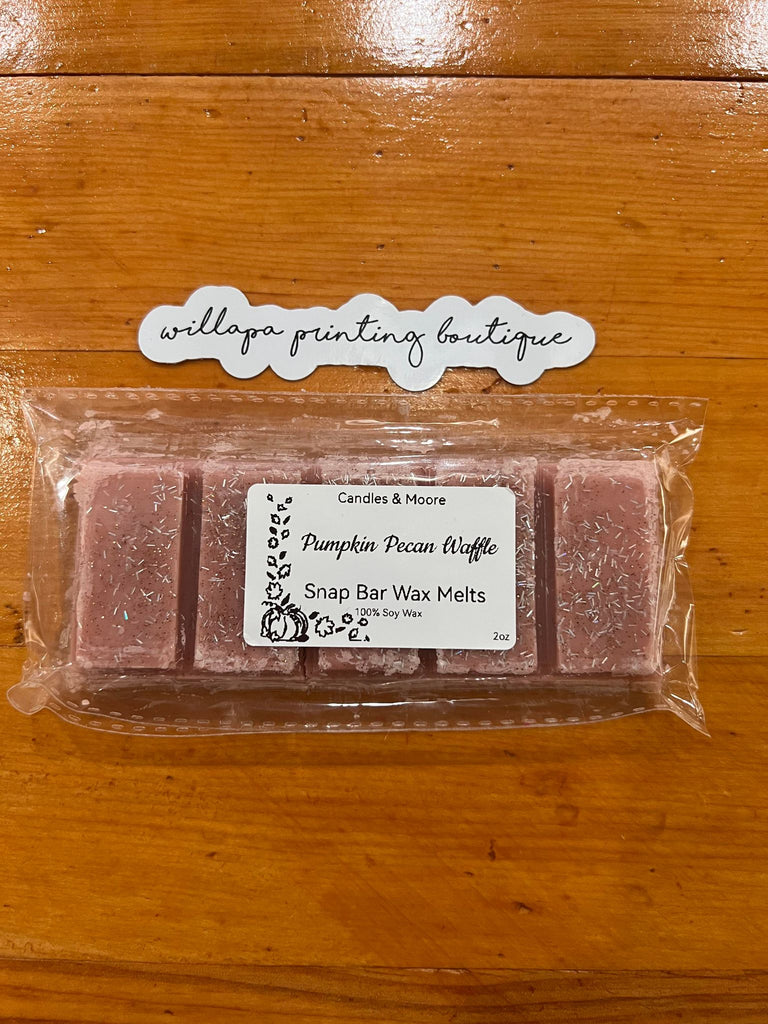 willapa printing boutique
Candles & Moore
Pumpkin Pecan Waffle
Snap Bar Wax Melts
100% Soy Wax
2oz